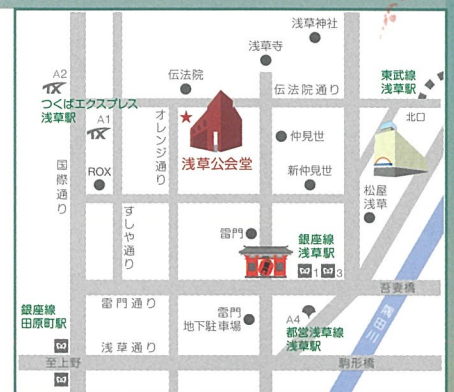 浅草神社
浅草寺
A2
つくばエクスプレス
浅草駅
A1
伝法院
伝法院通り
東武線
浅草駅
北口
オレンジ通り
浅草公会堂
仲見世
国際通り
ROX
新仲見世
松屋
浅草
すしや通り
雷門
銀座線
浅草駅
1
3
吾妻橋
雷門通り
銀座線
田原町駅
雷門
地下駐車場
A4
都営浅草線
浅草駅
隅田川
浅草通り
至上野
駒形橋